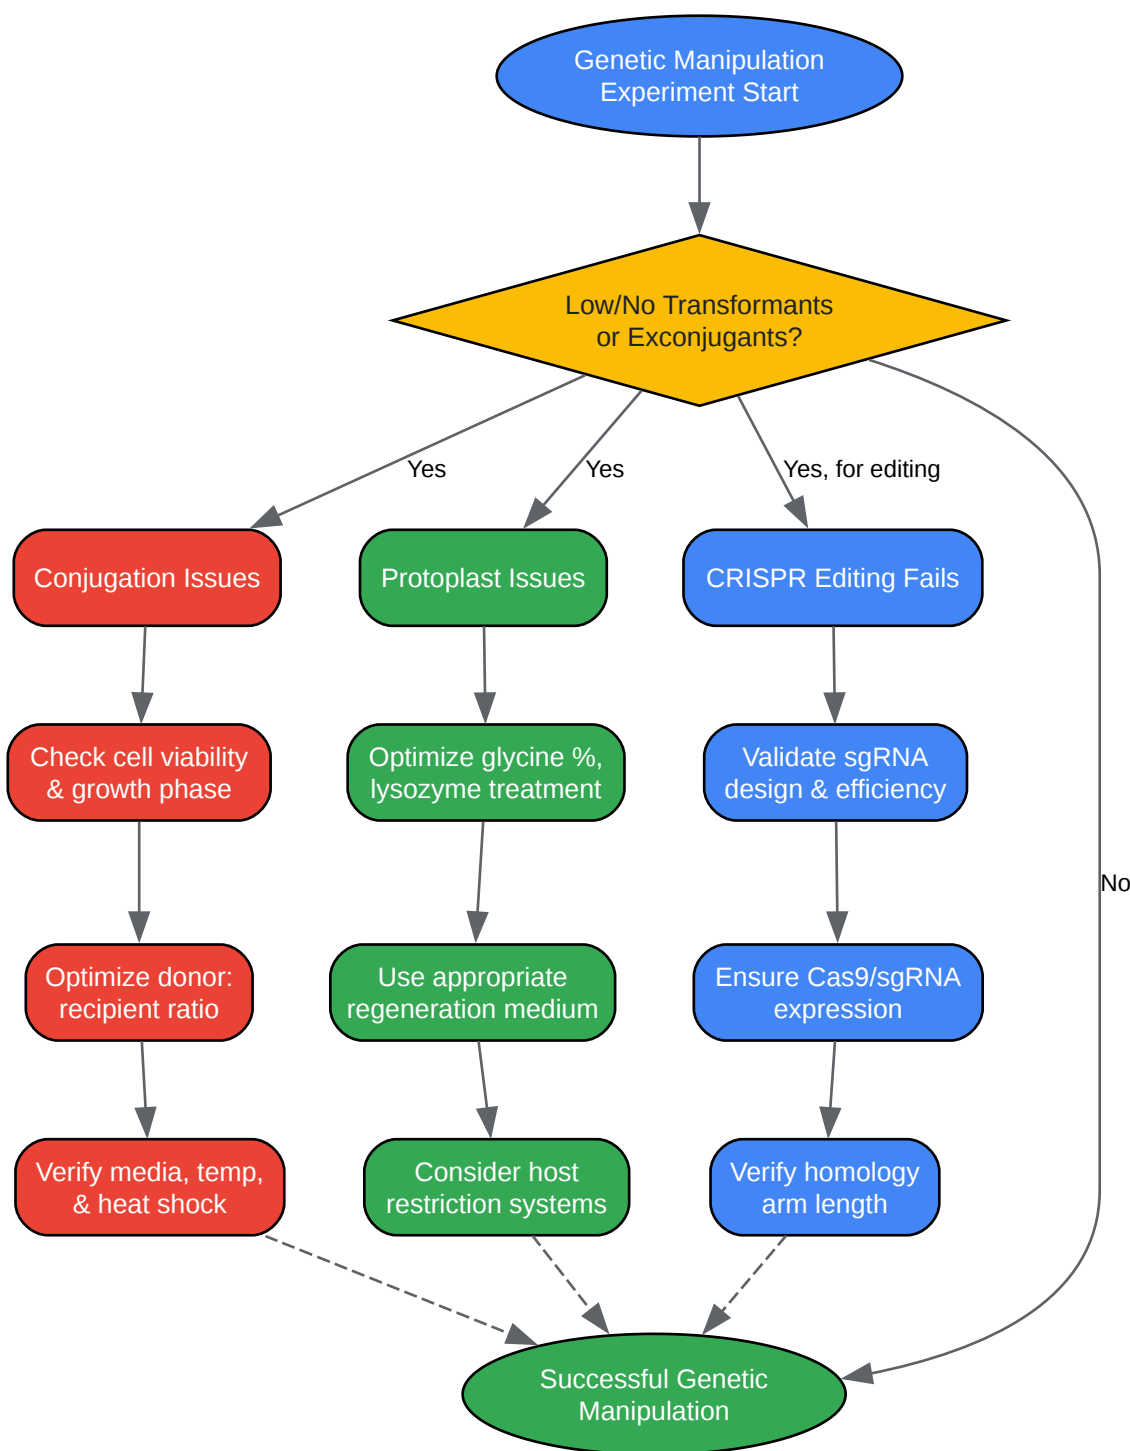 Genetic Manipulation
Experiment Start
Low/No Transformants
or Exconjugants?
Yes
Yes
Yes, for editing
Conjugation Issues
Protoplast Issues
CRISPR Editing Fails
Check cell viability
& growth phase
Optimize glycine %,
lysozyme treatment
Validate sgRNA
design & efficiency
No
Optimize donor:
recipient ratio
Use appropriate
regeneration medium
Ensure Cas9/sgRNA
expression
Verify media, temp,
& heat shock
Consider host
restriction systems
Verify homology
arm length
Successful Genetic
Manipulation